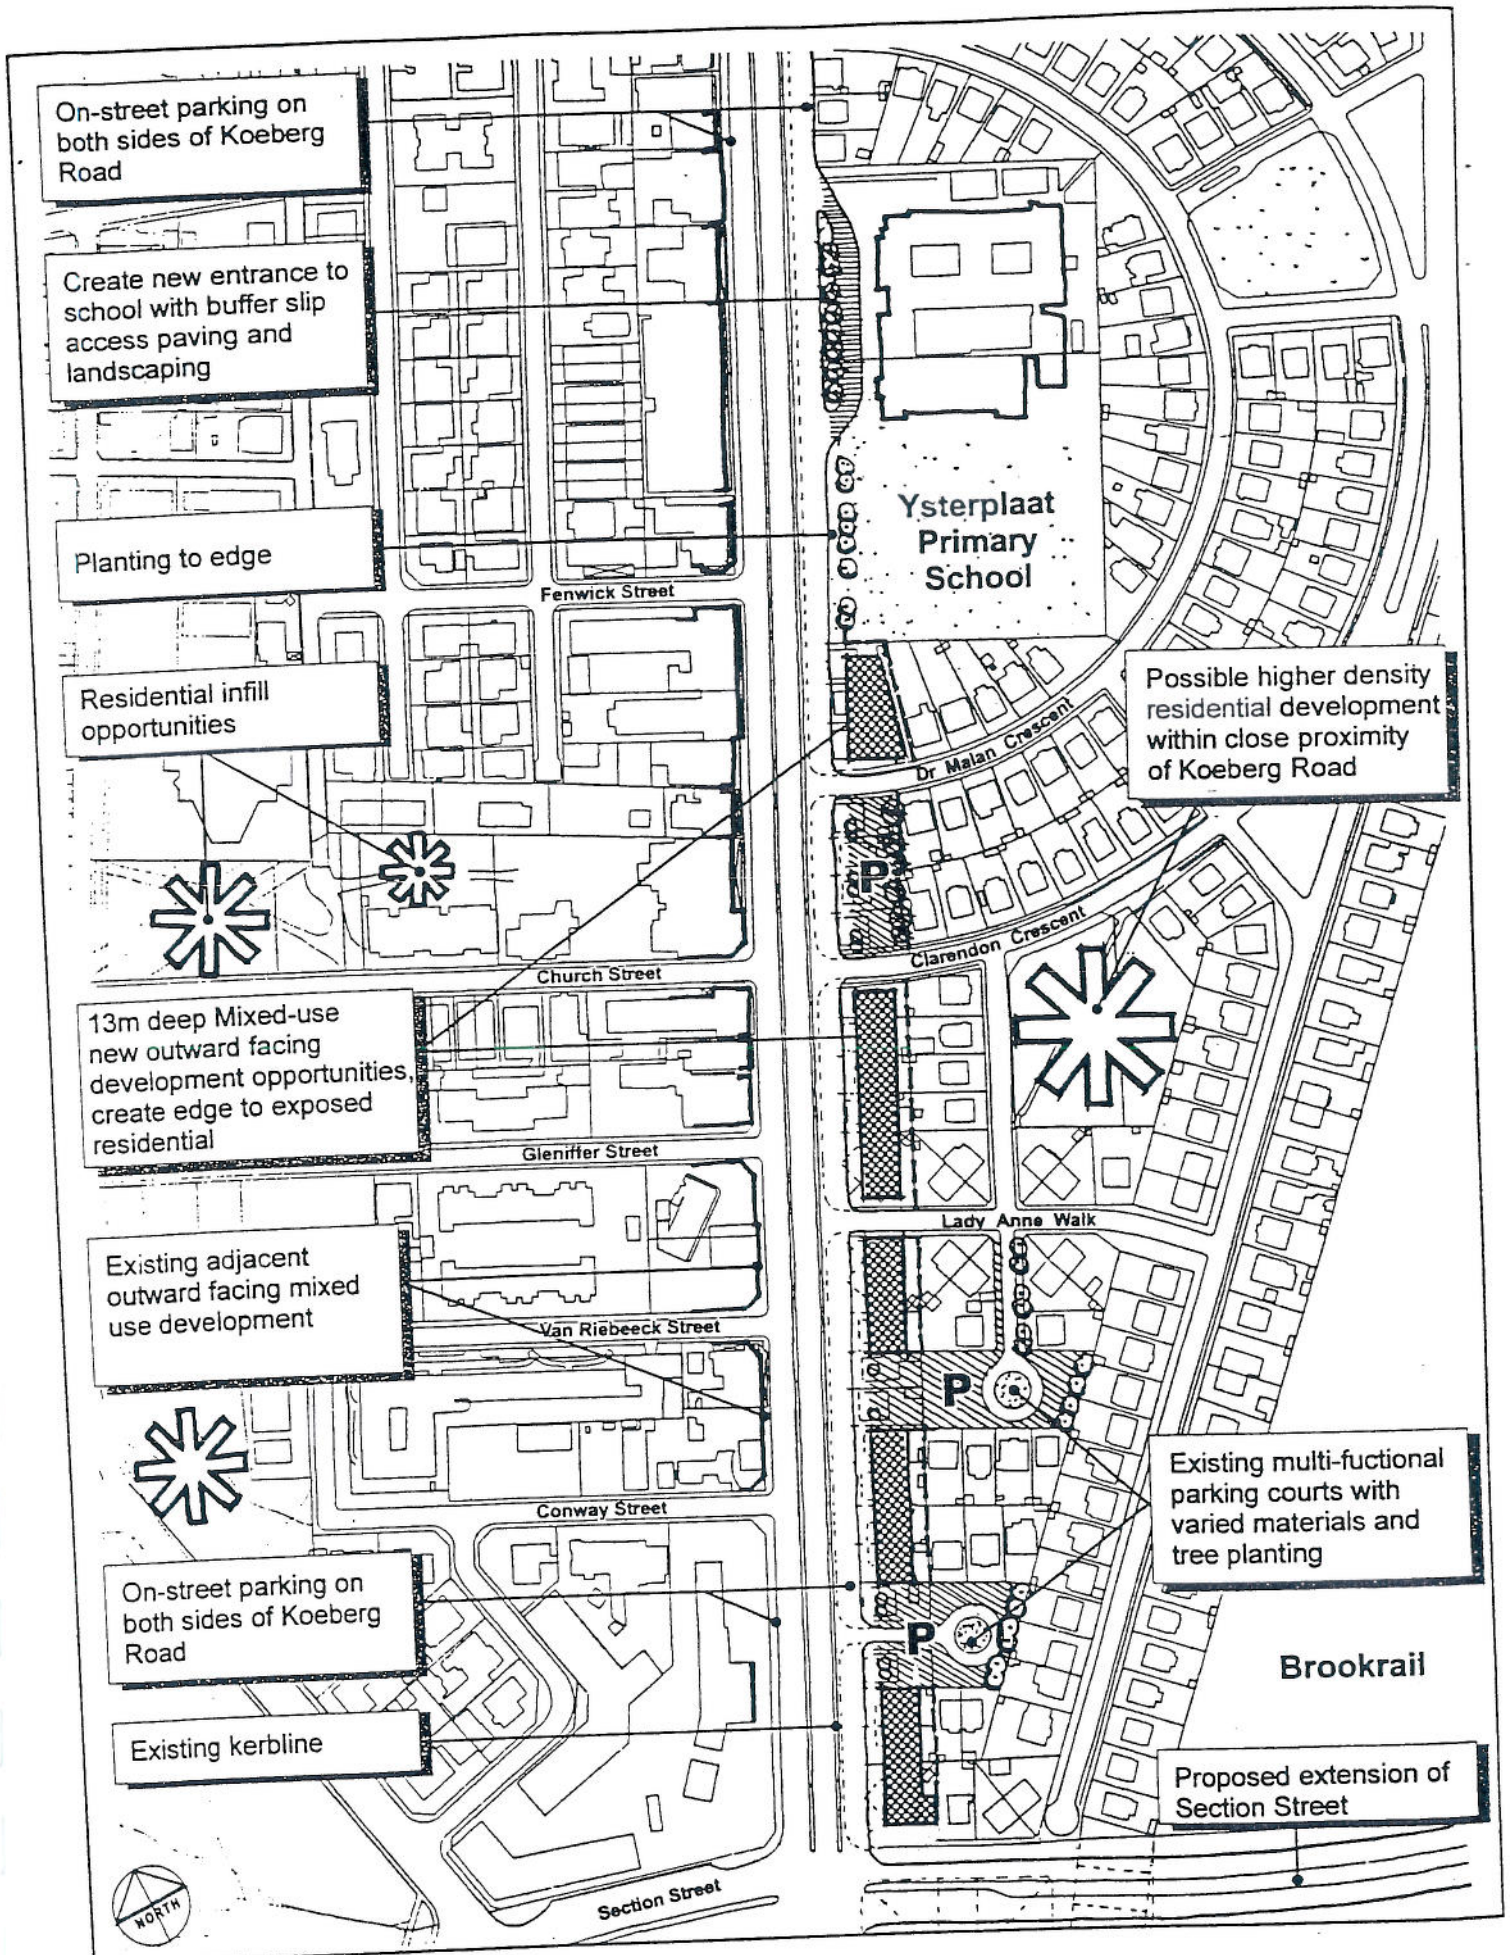 On-street parking on
both sides of Koeberg
Road
Create new entrance to
school with buffer slip
access paving and
landscaping
Planting to edge
Ysterplaat
Primary
School
Fenwick Street
Residential infill
opportunities
Possible higher density
residential development
within close proximity
of Koeberg Road
Dr Malan Crescent
P
Clarendon Crescent
Church Street
13m deep Mixed-use
new outward facing
development opportunities,
create edge to exposed
residential
Gleniffer Street
Lady Anne Walk
Existing adjacent
outward facing mixed
use development
Van Riebeeck Street
P
Existing multi-fuctional
parking courts with
varied materials and
tree planting
Conway Street
On-street parking on
both sides of Koeberg
Road
P
Brookrail
Existing kerbline
Proposed extension of
Section Street
Section Street
NORTH